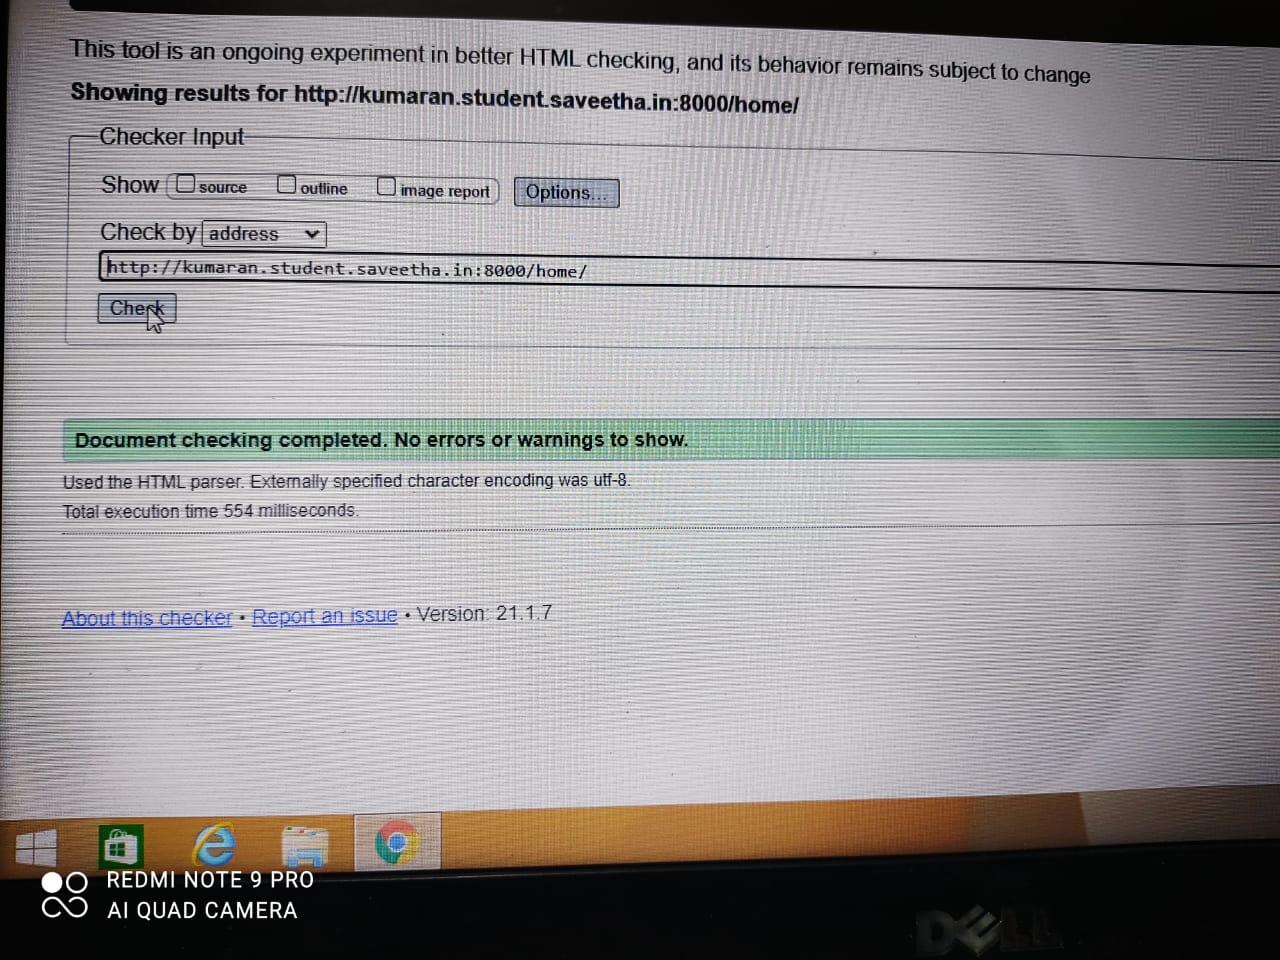 This tool is an ongoing experiment in better HTML checking, and its behavior remains subject to change
Showing results for http://kumaran.student.saveetha.in:8000/home/
Checker Input
Show source outline image report Options...
Check by address
http://kumaran.student.saveetha.in:8000/home/
Check
Document checking completed. No errors or warnings to show.
Used the HTML parser. Externally specified character encoding was utf-8.
Total execution time 554 milliseconds.
About this checker • Report an issue • Version: 21.1.7
REDMI NOTE 9 PRO
AI QUAD CAMERA
DELL